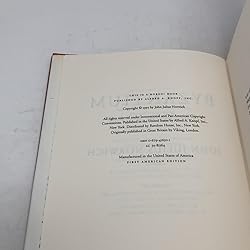 THIS IS A BORZOI BOOK
PUBLISHED BY ALFRED A. KNOPF, INC.
Copyright © by John Julius Norwich
All rights reserved under International and Pan-American Copyright
Conventions. Published in the United States by Alfred A. Knopf, Inc.,
New York. Distributed by Random House, Inc., New York.
Originally published in Great Britain by Viking, London.
ISBN
Manufactured in the United States of America
FIRST AMERICAN EDITION